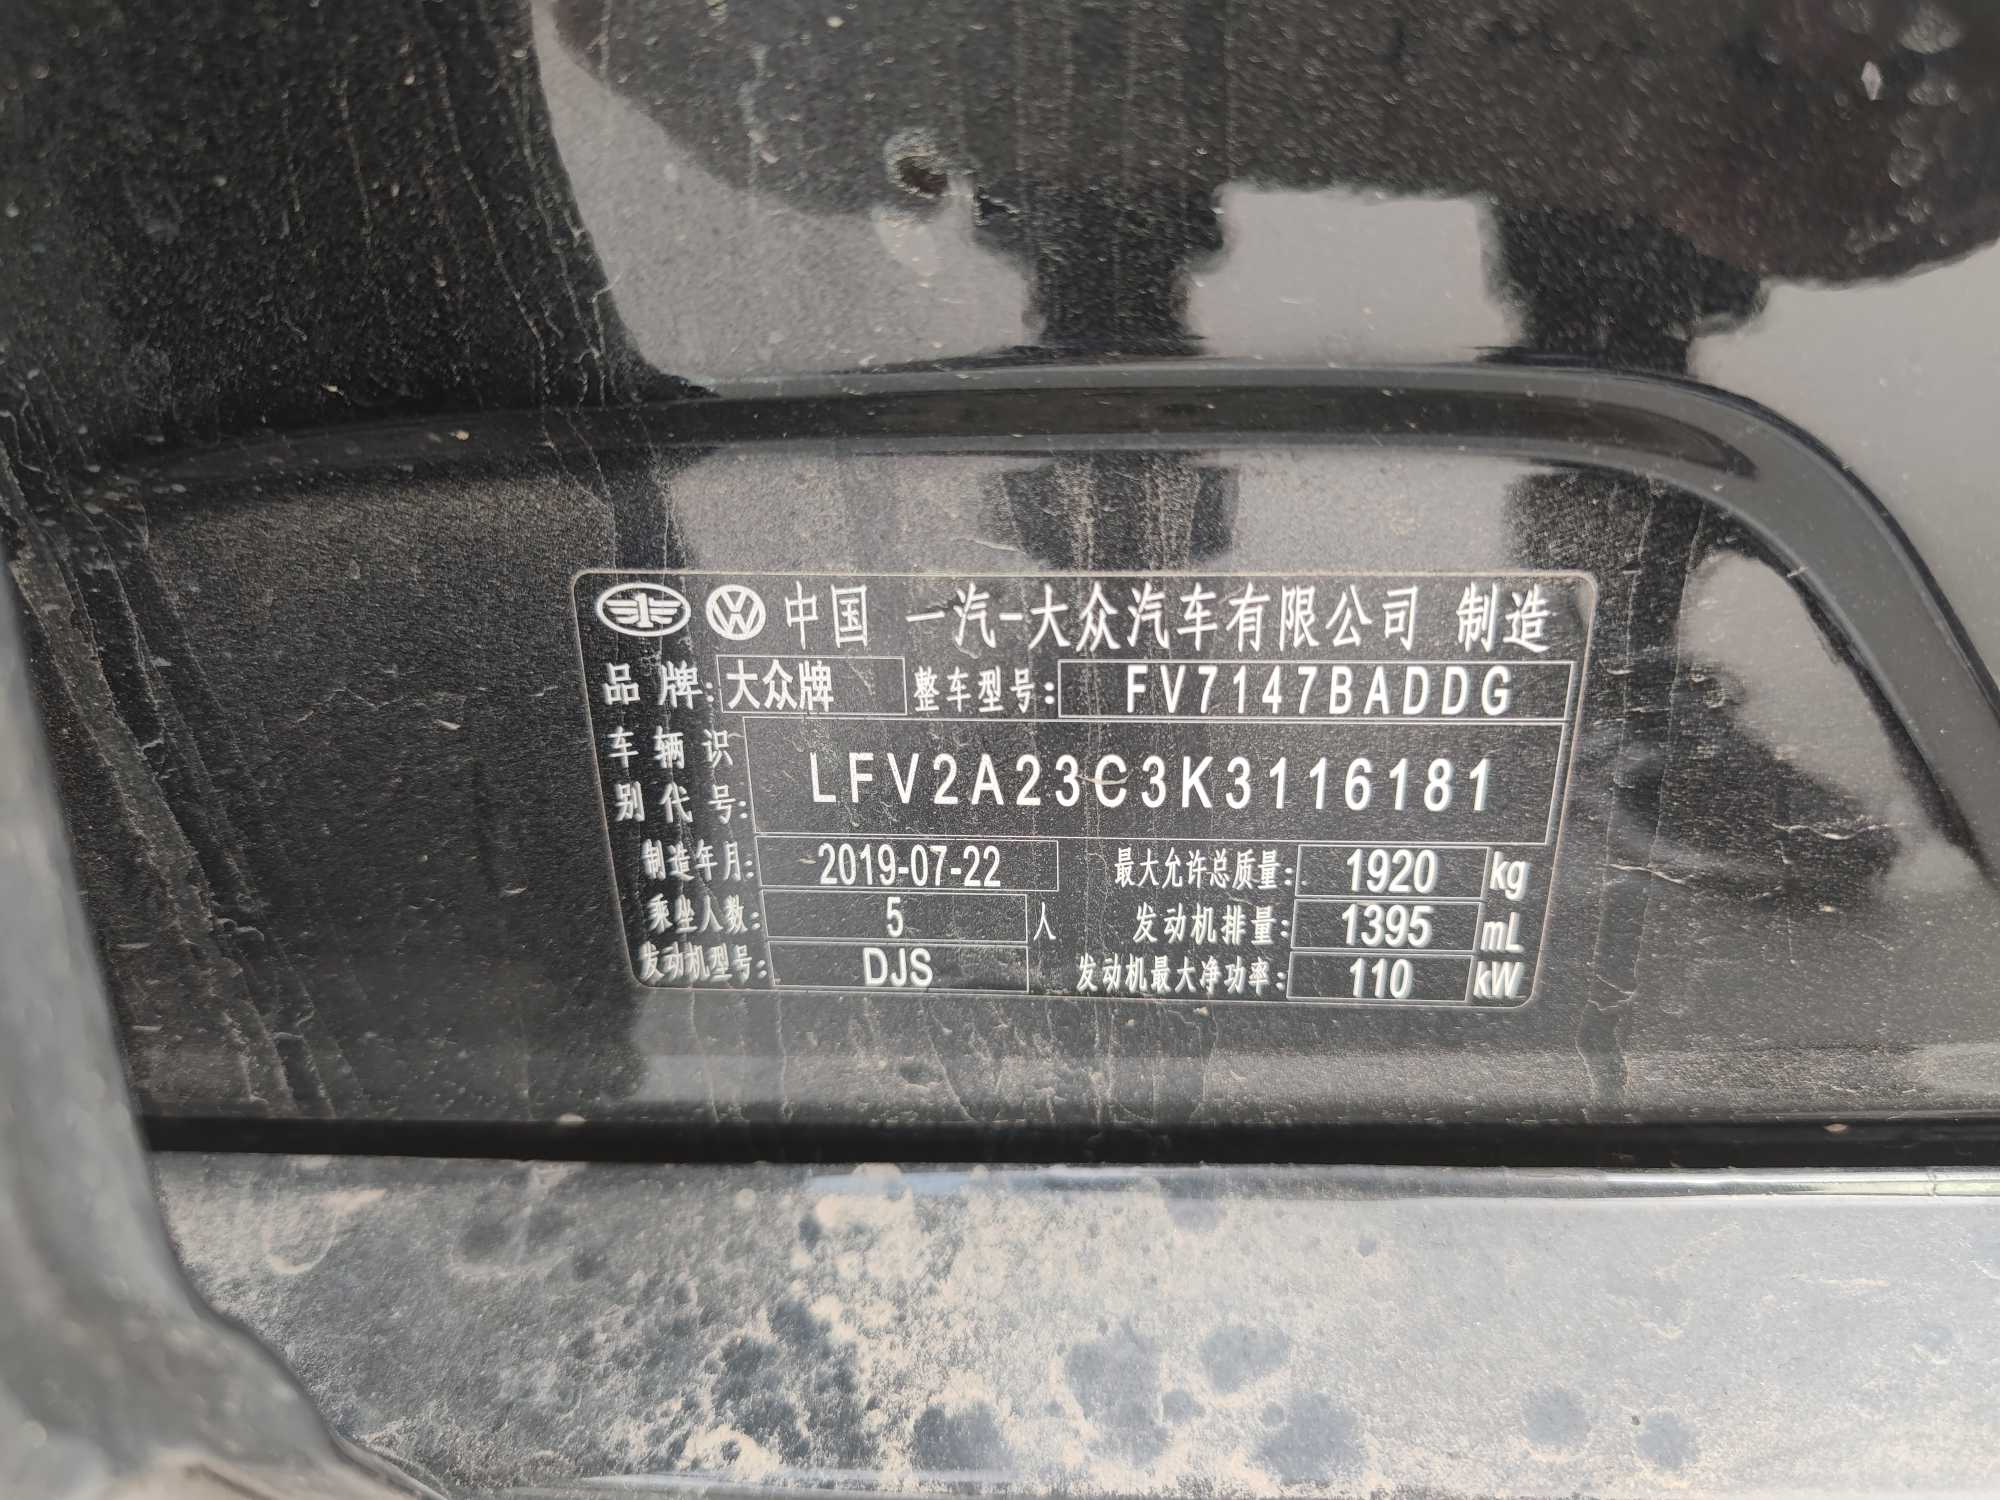 中国 一汽-大众汽车有限公司 制造
品牌: 大众牌 整车型号: FV7147BADDG
车辆识别代号: LFV2A23C3K3116181
制造年月: 2019-07-22 最大允许总质量: 1920 kg
乘坐人数: 5 人 发动机排量: 1395 mL
发动机型号: DJS 发动机最大净功率: 110 kW